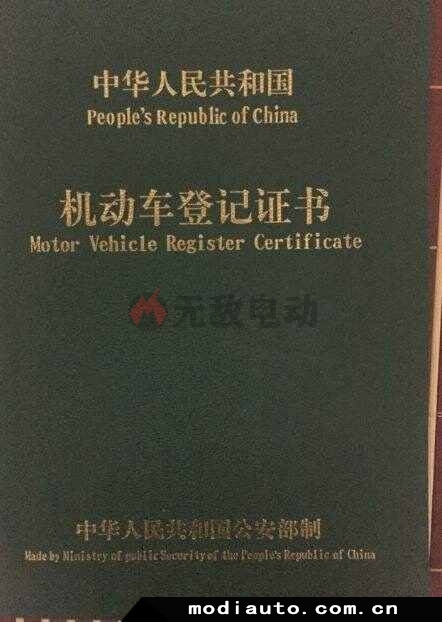 中华人民共和国
People's Republic of China
机动车登记证书
Motor Vehicle Register Certificate
无敌电动
中华人民共和国公安部制
Made by Ministry of public Security of the People's Republic of China
modiauto.com.cn